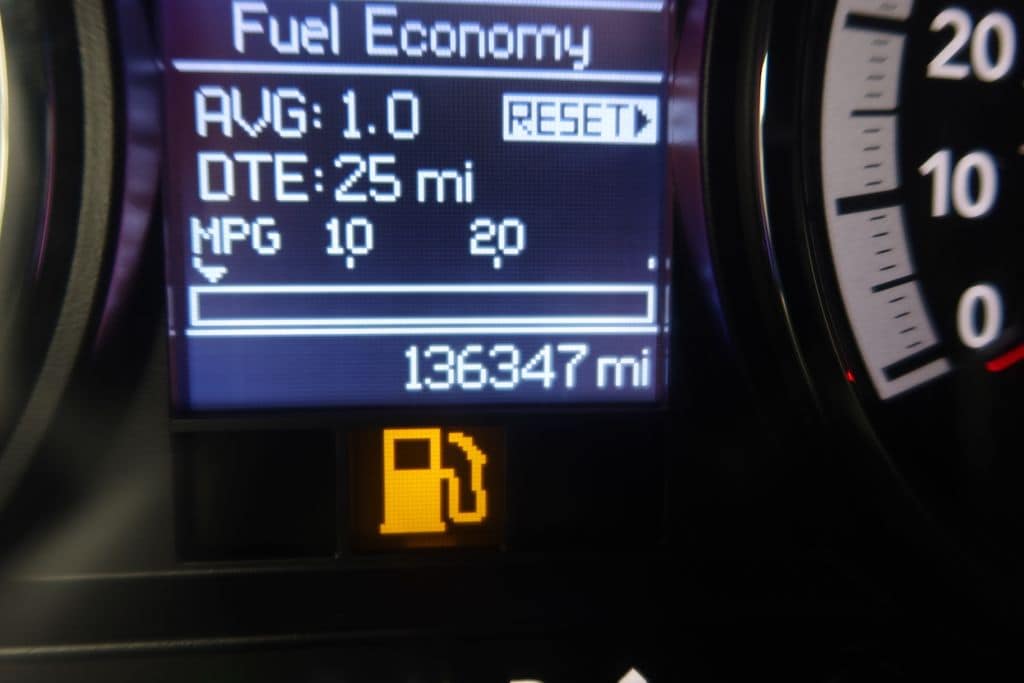 Fuel Economy
AVG: 1.0 RESET
DTE: 25 mi
MPG 10 20
136347 mi
20
10
0